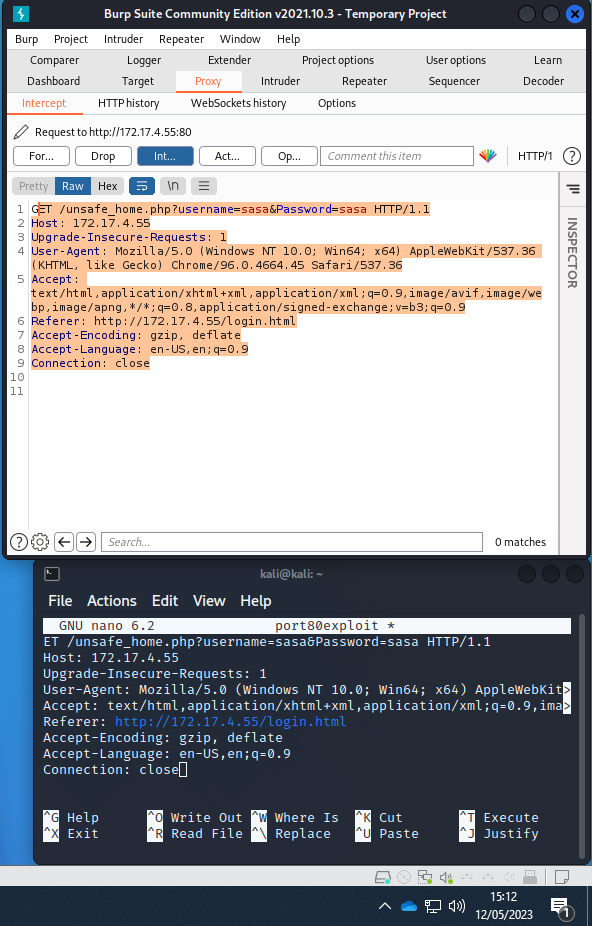 Burp Suite Community Edition v2021.10.3 - Temporary Project
Burp Project Intruder Repeater Window Help
Comparer Logger Extender Project options User options Learn
Dashboard Target Proxy Intruder Repeater Sequencer Decoder
Intercept HTTP history WebSockets history Options
Request to http://172.17.4.55:80
For... Drop Int... Act... Op... Comment this item HTTP/1 ?
Pretty Raw Hex \n
INSPECTOR
1 GET /unsafe_home.php?username=sasa&Password=sasa HTTP/1.1
2 Host: 172.17.4.55
3 Upgrade-Insecure-Requests: 1
4 User-Agent: Mozilla/5.0 (Windows NT 10.0; Win64; x64) AppleWebKit/537.36
(KHTML, like Gecko) Chrome/96.0.4664.45 Safari/537.36
5 Accept:
text/html,application/xhtml+xml,application/xml;q=0.9,image/avif,image/we
bp,image/apng,*/*;q=0.8,application/signed-exchange;v=b3;q=0.9
6 Referer: http://172.17.4.55/login.html
7 Accept-Encoding: gzip, deflate
8 Accept-Language: en-US,en;q=0.9
9 Connection: close
10
11
? Search... 0 matches
kali@kali: ~
File Actions Edit View Help
GNU nano 6.2 port80exploit *
ET /unsafe_home.php?username=sasa&Password=sasa HTTP/1.1
Host: 172.17.4.55
Upgrade-Insecure-Requests: 1
User-Agent: Mozilla/5.0 (Windows NT 10.0; Win64; x64) AppleWebKit>
Accept: text/html,application/xhtml+xml,application/xml;q=0.9,ima>
Referer: http://172.17.4.55/login.html
Accept-Encoding: gzip, deflate
Accept-Language: en-US,en;q=0.9
Connection: close
^G Help ^O Write Out ^W Where Is ^K Cut ^T Execute
^X Exit ^R Read File ^\ Replace ^U Paste ^J Justify
15:12
12/05/2023
1